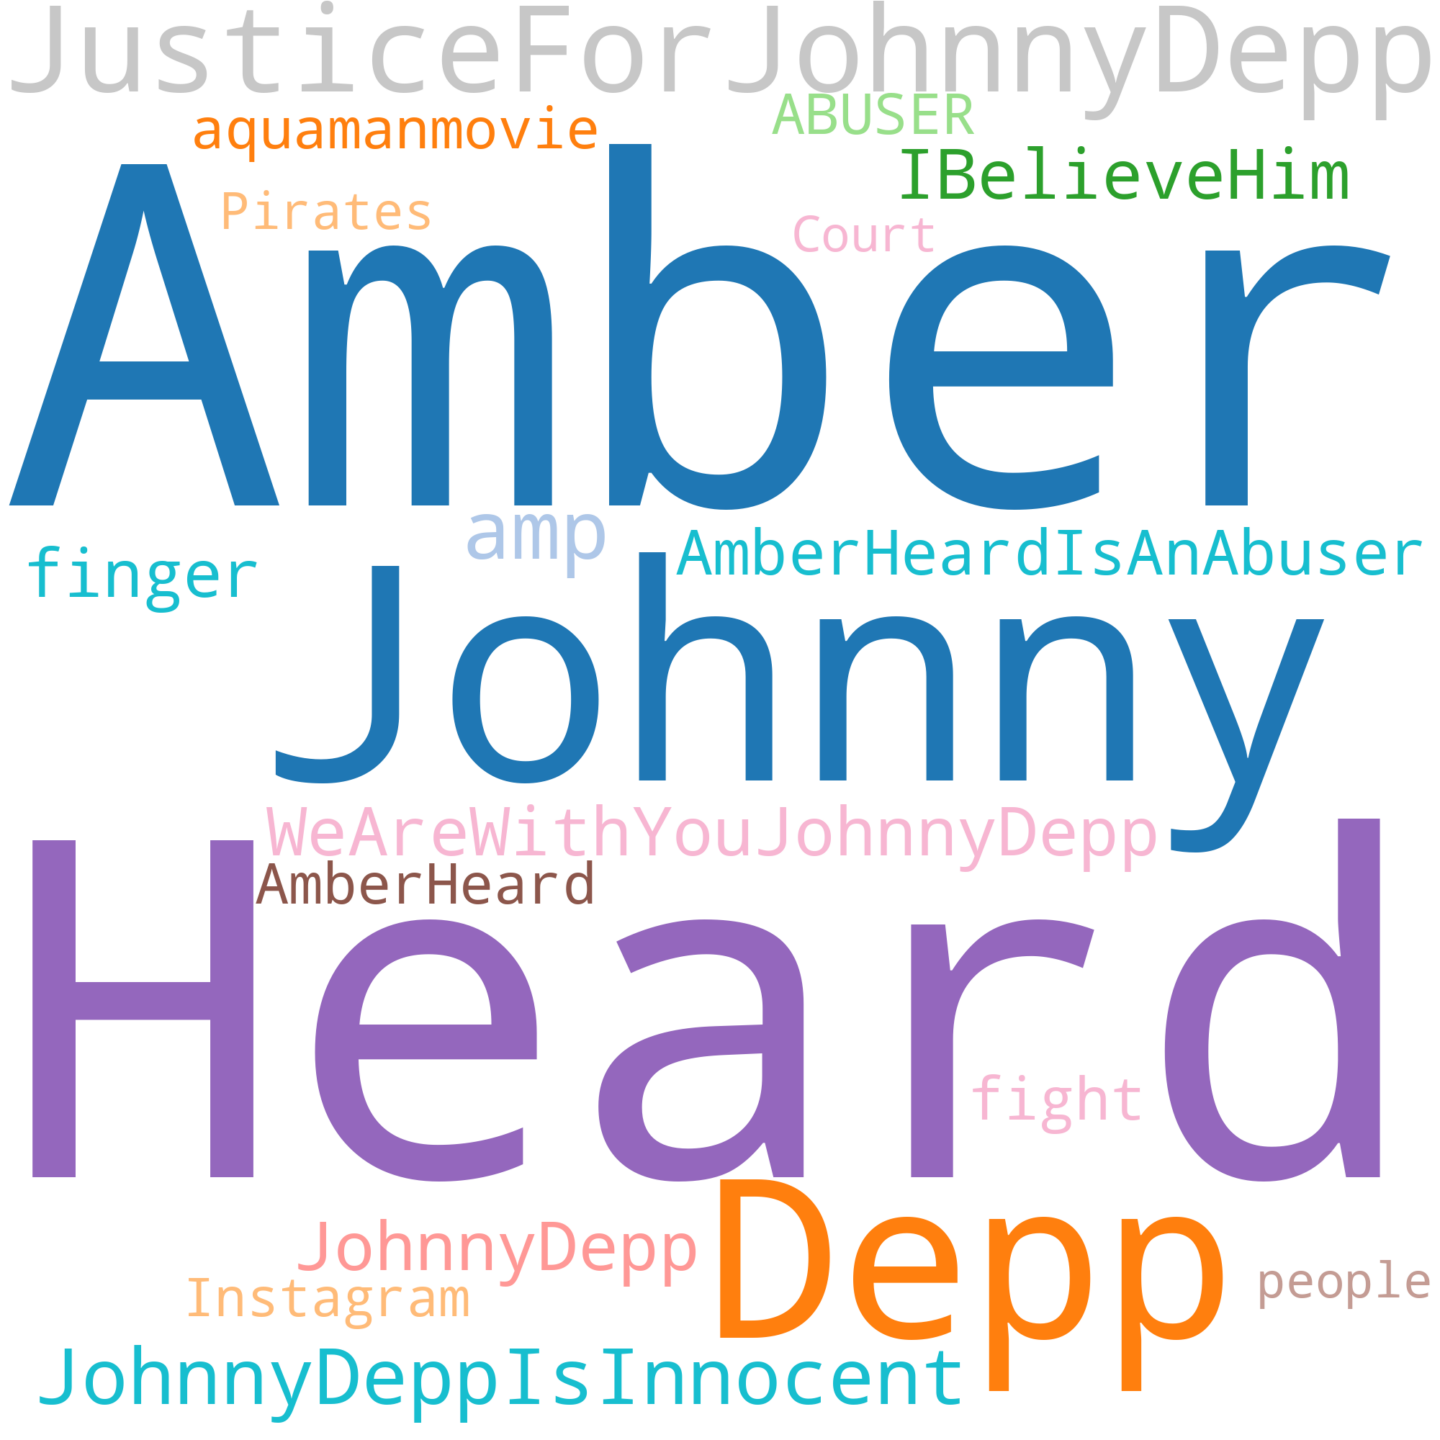 JusticeForJohnnyDepp
ABUSER
aquamanmovie
IBelieveHim
Pirates
Court
Amber
amp
AmberHeardIsAnAbuser
finger
Johnny
WeAreWithYouJohnnyDepp
AmberHeard
Heard
fight
Depp
JohnnyDepp
people
Instagram
JohnnyDeppIsInnocent